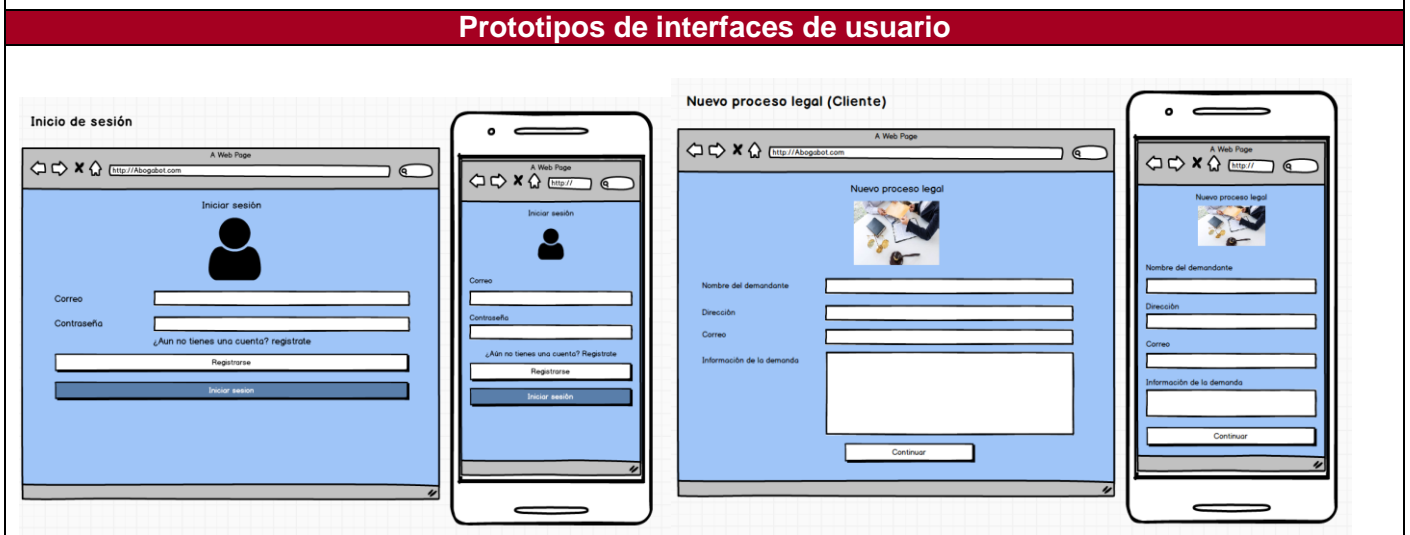 Prototipos de interfaces de usuario
Inicio de sesión
A Web Page
http://Abogabot.com
Iniciar sesión
Correo
Contraseña
¿Aun no tienes una cuenta? registrate
Registrarse
Iniciar sesion
A Web Page
http://
Iniciar sesión
Correo
Contraseña
¿Aún no tienes una cuenta? Registrate
Registrarse
Iniciar sesión
Nuevo proceso legal (Cliente)
A Web Page
http://Abogabot.com
Nuevo proceso legal
Nombre del demandante
Dirección
Correo
Información de la demanda
Continuar
A Web Page
http://
Nuevo proceso legal
Nombre del demandante
Dirección
Correo
Información de la demanda
Continuar